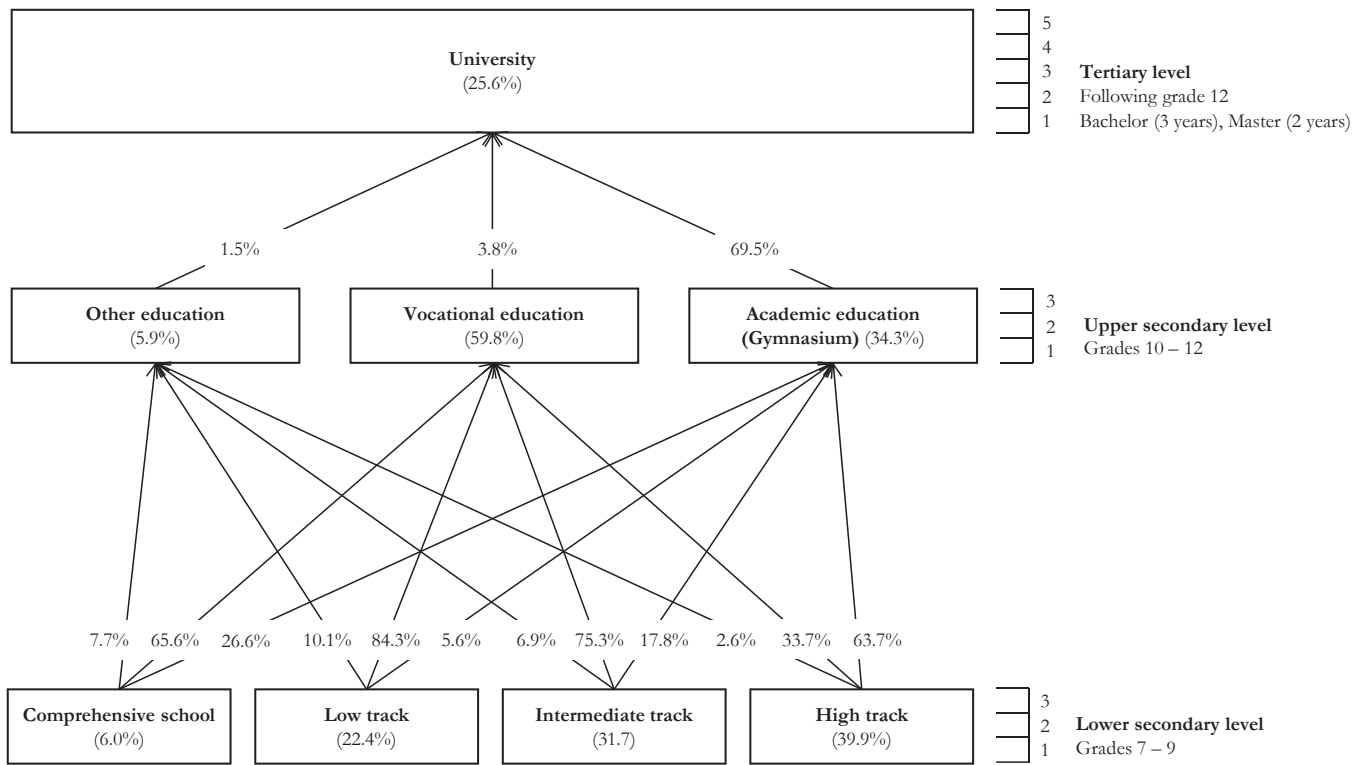 University
(25.6%)
5
4
3
2
1
Tertiary level
Following grade 12
Bachelor (3 years), Master (2 years)
1.5%
3.8%
69.5%
Other education
(5.9%)
Vocational education
(59.8%)
Academic education
(Gymnasium) (34.3%)
3
2
1
Upper secondary level
Grades 10 – 12
7.7% 65.6% 26.6% 10.1% 84.3% 5.6% 6.9% 75.3% 17.8% 2.6% 33.7% 63.7%
Comprehensive school
(6.0%)
Low track
(22.4%)
Intermediate track
(31.7)
High track
(39.9%)
3
2
1
Lower secondary level
Grades 7 – 9